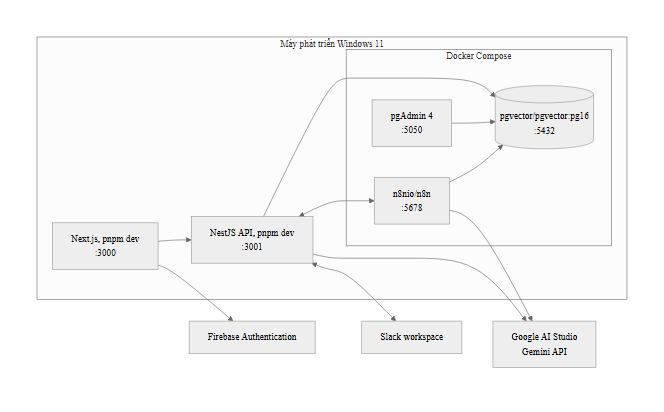 Máy phát triển Windows 11
Docker Compose
pgAdmin 4
:5050
pgvector/pgvector:pg16
:5432
n8nio/n8n
:5678
Next.js, pnpm dev
:3000
NestJS API, pnpm dev
:3001
Firebase Authentication
Slack workspace
Google AI Studio
Gemini API